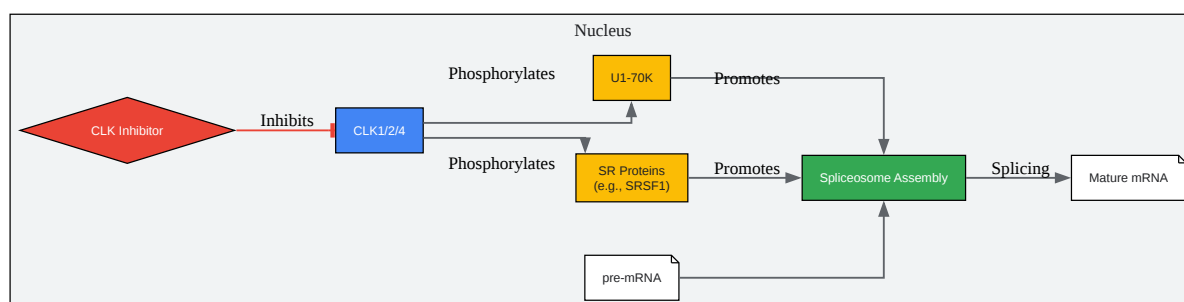 Nucleus
Phosphorylates
U1-70K
Promotes
CLK Inhibitor
Inhibits
CLK1/2/4
Phosphorylates
SR Proteins
(e.g., SRSF1)
Promotes
Spliceosome Assembly
Splicing
Mature mRNA
pre-mRNA